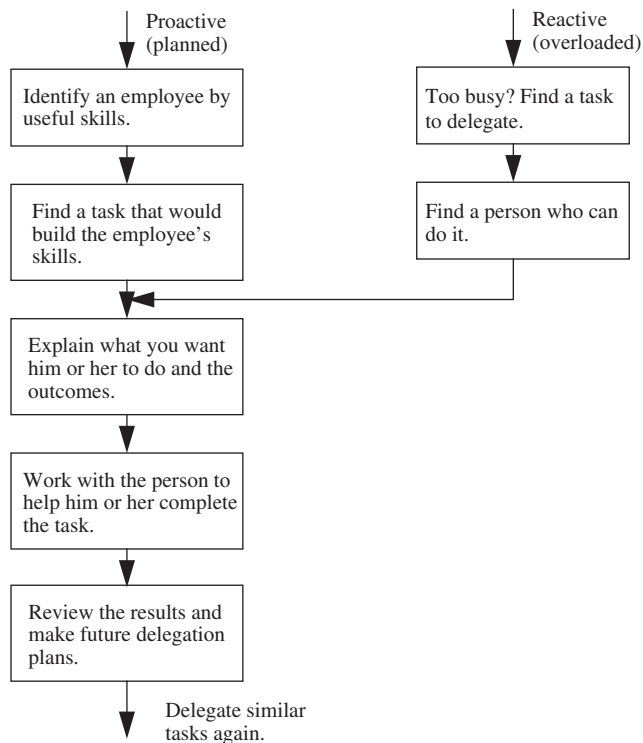 Proactive
(planned)
Identify an employee by
useful skills.
Find a task that would
build the employee's
skills.
Reactive
(overloaded)
Too busy? Find a task
to delegate.
Find a person who can
do it.
Explain what you want
him or her to do and the
outcomes.
Work with the person to
help him or her complete
the task.
Review the results and
make future delegation
plans.
Delegate similar
tasks again.